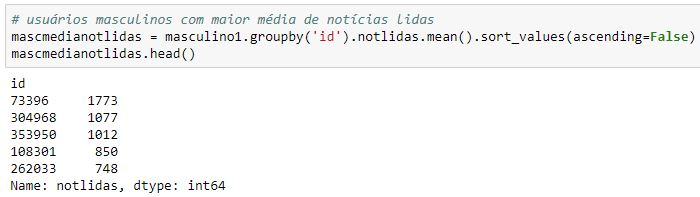 # usuários masculinos com maior média de notícias lidas
mascmedianotlidas = masculino1.groupby('id').notlidas.mean().sort_values(ascending=False)
mascmedianotlidas.head()
id
73396     1773
304968    1077
353950    1012
108301     850
262033     748
Name: notlidas, dtype: int64